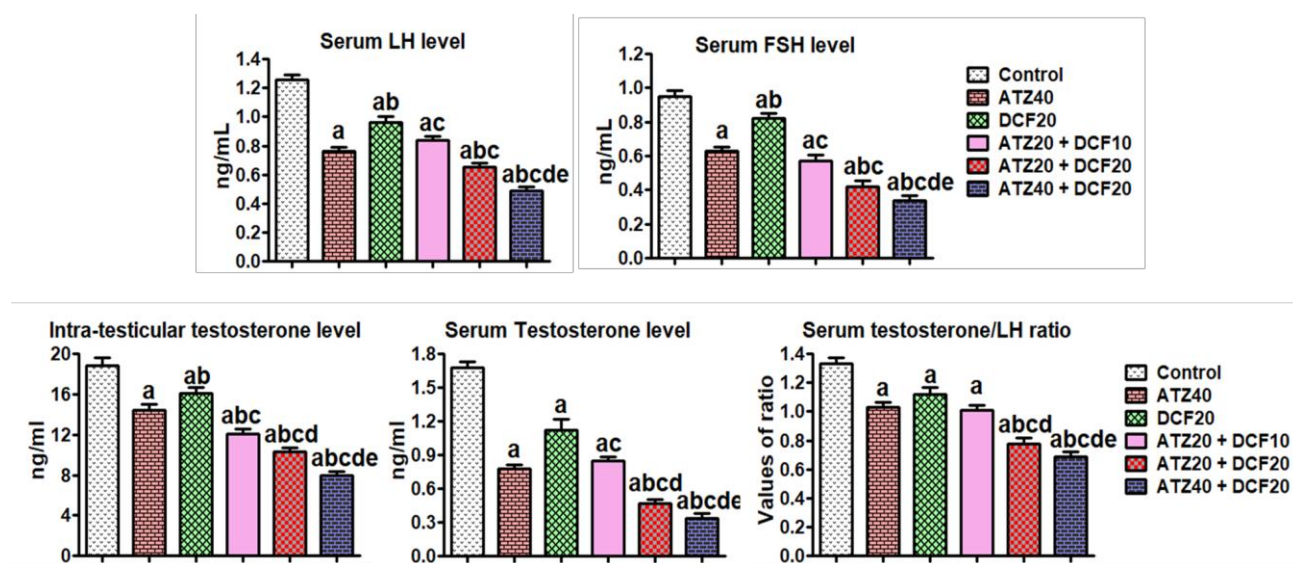 Serum LH level
1.4
1.2
1.0
0.8
0.6
0.4
0.2
0.0
ng/mL
a
ab
ac
abc
abcde
Serum FSH level
1.2
1.0
0.8
0.6
0.4
0.2
0.0
ng/mL
a
ab
ac
abc
abcde
Control
ATZ40
DCF20
ATZ20 + DCF10
ATZ20 + DCF20
ATZ40 + DCF20
Intra-testicular testosterone level
20
16
12
8
4
0
ng/ml
a
ab
abc
abcd
abcde
Serum Testosterone level
1.8
1.5
1.2
0.9
0.6
0.3
0.0
ng/ml
a
a
ac
abcd
abcde
Serum testosterone/LH ratio
1.4
1.2
1.0
0.8
0.6
0.4
0.2
0.0
Values of ratio
a
a
a
abcd
abcde
Control
ATZ40
DCF20
ATZ20 + DCF10
ATZ20 + DCF20
ATZ40 + DCF20